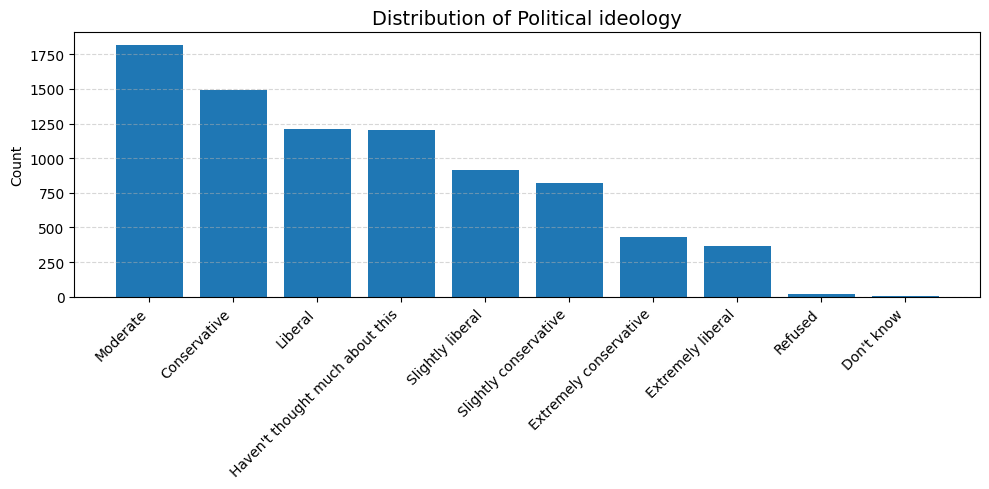 Distribution of Political ideology
Count
1750
1500
1250
1000
750
500
250
0
Moderate
Conservative
Liberal
Haven't thought much about this
Slightly liberal
Slightly conservative
Extremely conservative
Extremely liberal
Refused
Don't know